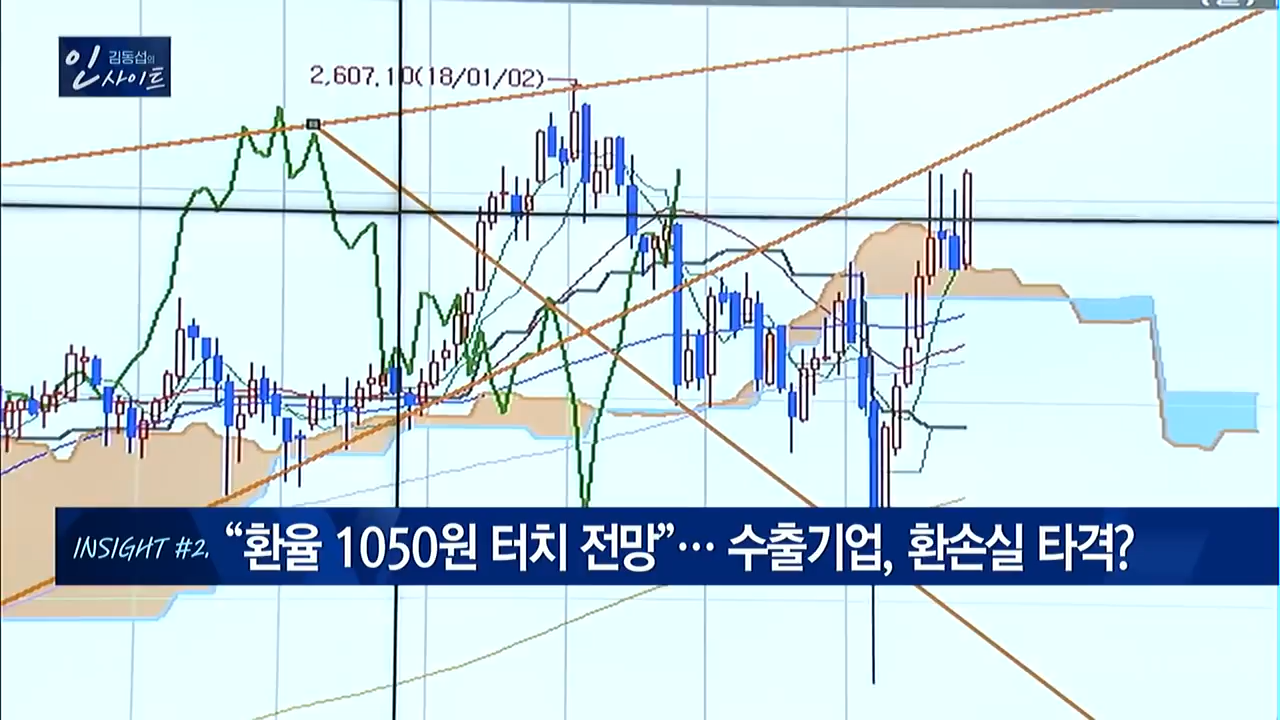 김동섭의
인사이트
2,607.10(18/01/02)
INSIGHT #2. “환율 1050원 터치 전망”… 수출기업, 환손실 타격?